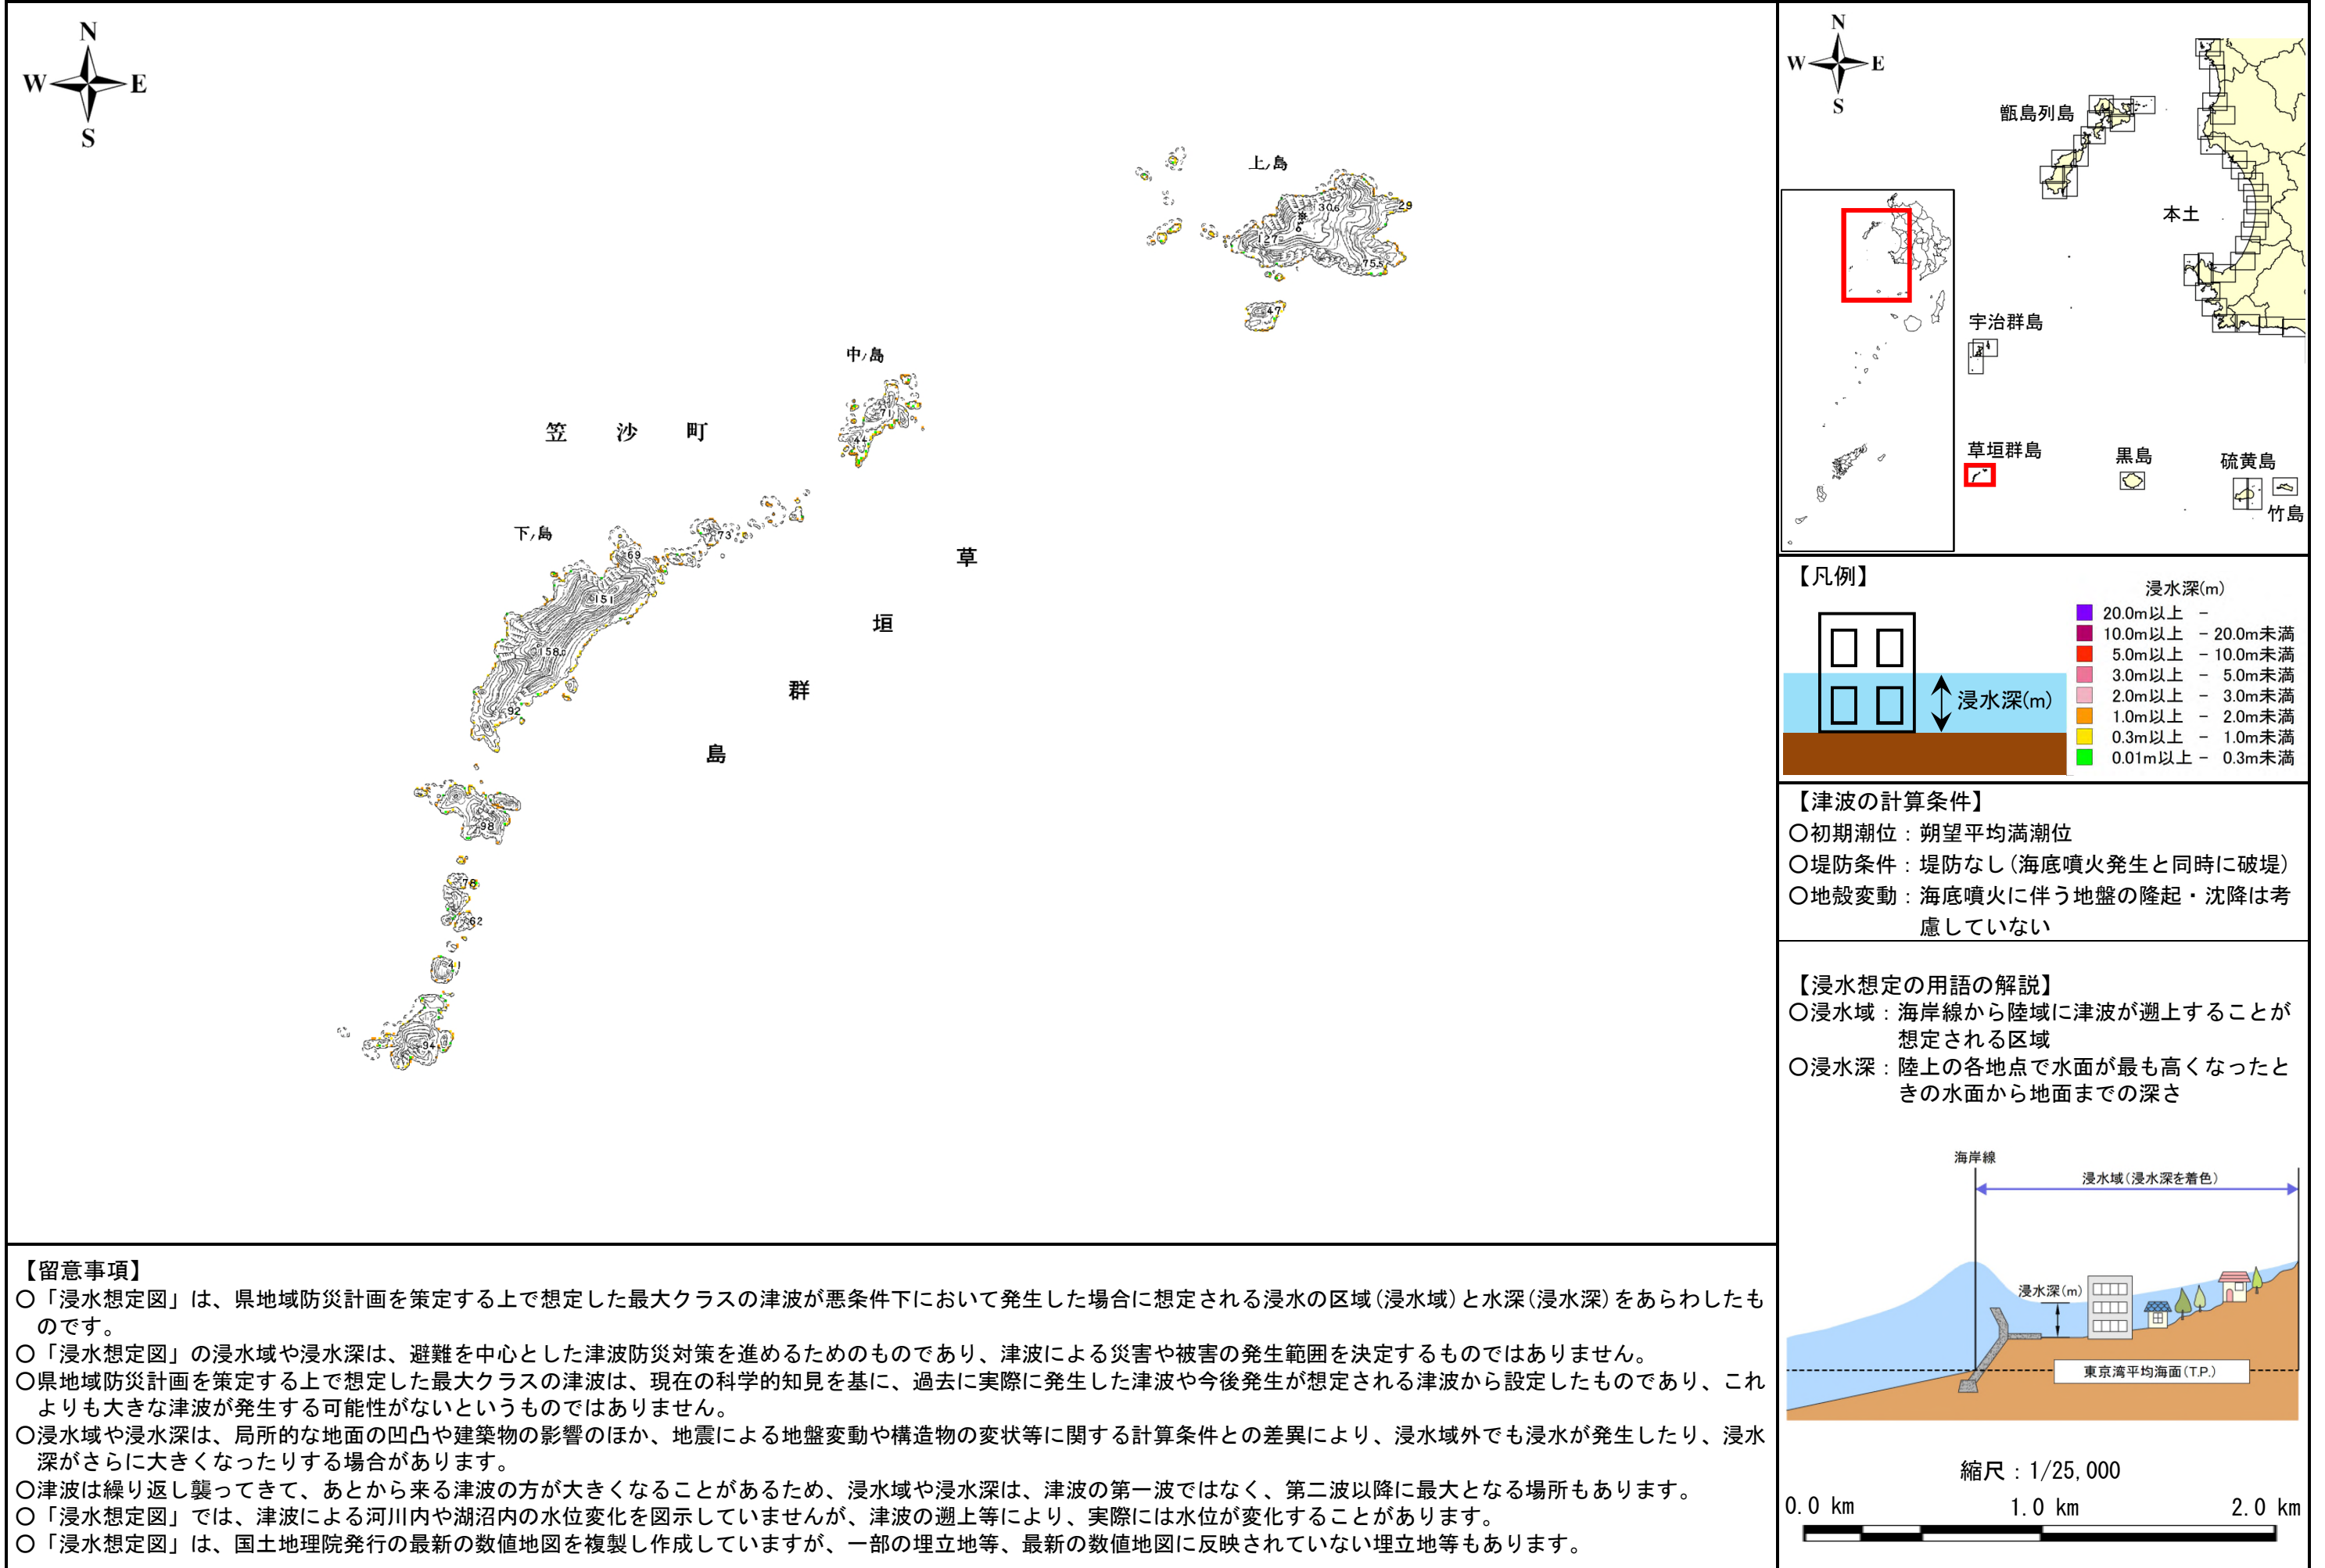 N
W E
S
上ノ島
130.6
29
127
75.5
47
中ノ島
71
44
笠 沙 町
73
下ノ島
69
151
158.0
92
草
垣
群
島
98
78
62
41
94
N
W E
S
甑島列島
本土
宇治群島
草垣群島
黒島
硫黄島
竹島
【凡例】
浸水深(m)
浸水深(m)
20.0m以上 −
10.0m以上 − 20.0m未満
5.0m以上 − 10.0m未満
3.0m以上 − 5.0m未満
2.0m以上 − 3.0m未満
1.0m以上 − 2.0m未満
0.3m以上 − 1.0m未満
0.01m以上 − 0.3m未満
【津波の計算条件】
〇初期潮位：朔望平均満潮位
〇堤防条件：堤防なし(海底噴火発生と同時に破堤)
〇地殻変動：海底噴火に伴う地盤の隆起・沈降は考
慮していない
【浸水想定の用語の解説】
〇浸水域：海岸線から陸域に津波が遡上することが
想定される区域
〇浸水深：陸上の各地点で水面が最も高くなったと
きの水面から地面までの深さ
海岸線
浸水域(浸水深を着色)
浸水深(m)
東京湾平均海面(T.P.)
縮尺：1/25,000
0.0 km 1.0 km 2.0 km
【留意事項】
〇「浸水想定図」は、県地域防災計画を策定する上で想定した最大クラスの津波が悪条件下において発生した場合に想定される浸水の区域(浸水域)と水深(浸水深)をあらわしたも
のです。
〇「浸水想定図」の浸水域や浸水深は、避難を中心とした津波防災対策を進めるためのものであり、津波による災害や被害の発生範囲を決定するものではありません。
〇県地域防災計画を策定する上で想定した最大クラスの津波は、現在の科学的知見を基に、過去に実際に発生した津波や今後発生が想定される津波から設定したものであり、これ
よりも大きな津波が発生する可能性がないというものではありません。
〇浸水域や浸水深は、局所的な地面の凹凸や建築物の影響のほか、地震による地盤変動や構造物の変状等に関する計算条件との差異により、浸水域外でも浸水が発生したり、浸水
深がさらに大きくなったりする場合があります。
〇津波は繰り返し襲ってきて、あとから来る津波の方が大きくなることがあるため、浸水域や浸水深は、津波の第一波ではなく、第二波以降に最大となる場所もあります。
〇「浸水想定図」では、津波による河川内や湖沼内の水位変化を図示していませんが、津波の遡上等により、実際には水位が変化することがあります。
〇「浸水想定図」は、国土地理院発行の最新の数値地図を複製し作成していますが、一部の埋立地等、最新の数値地図に反映されていない埋立地等もあります。